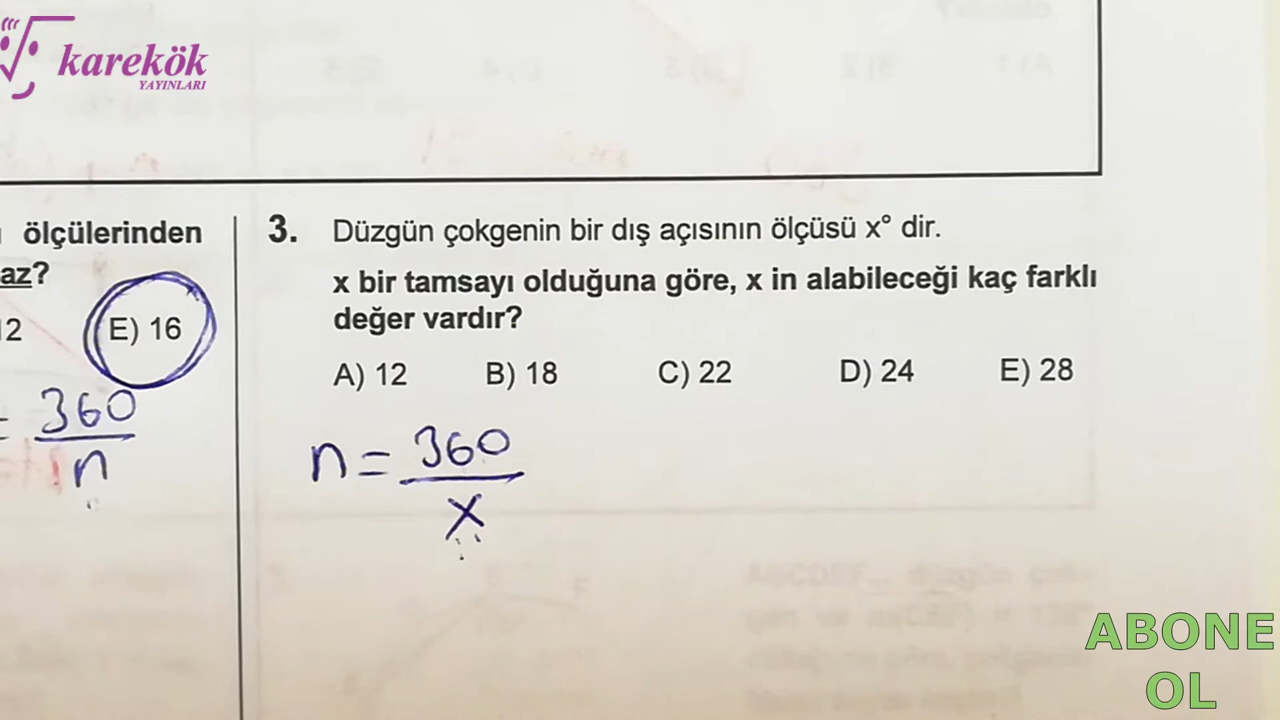 karekök
YAYINLARI
ölçülerinden
az?
12
E) 16
= 360
n
3. Düzgün çokgenin bir dış açısının ölçüsü x° dir.
x bir tamsayı olduğuna göre, x in alabileceği kaç farklı
değer vardır?
A) 12 B) 18 C) 22 D) 24 E) 28
n = 360
x
ABONE
OL